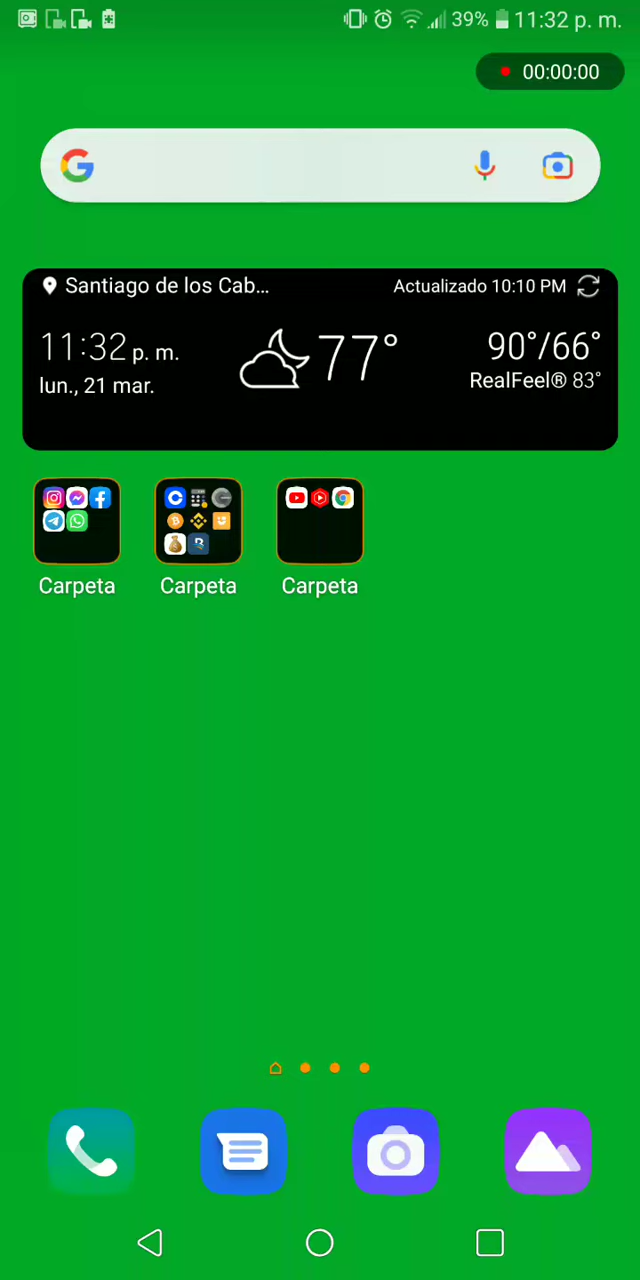 39% 11:32 p. m.
00:00:00
Santiago de los Cab... Actualizado 10:10 PM
11:32 p. m. 77° 90°/66°
lun., 21 mar. RealFeel® 83°
Carpeta Carpeta Carpeta